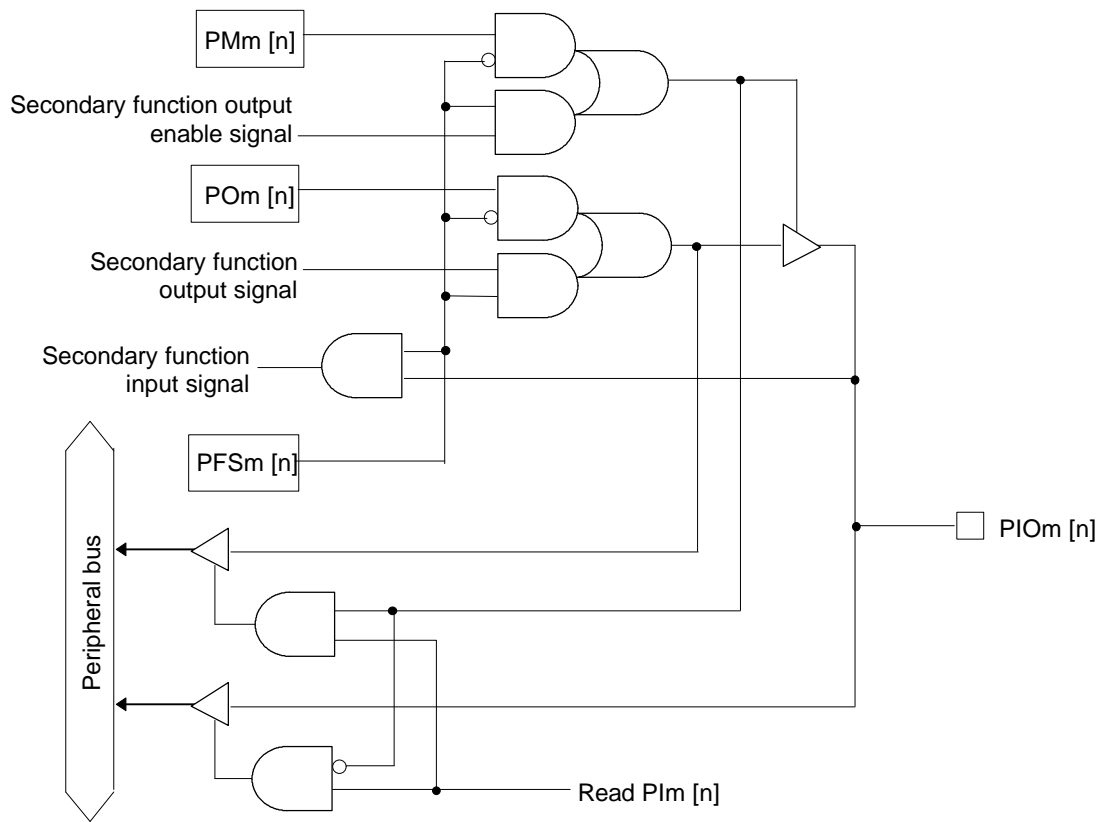 PMm [n]
Secondary function output
enable signal
POm [n]
Secondary function
output signal
Secondary function
input signal
PFSm [n]
PIOm [n]
Peripheral bus
Read PIm [n]